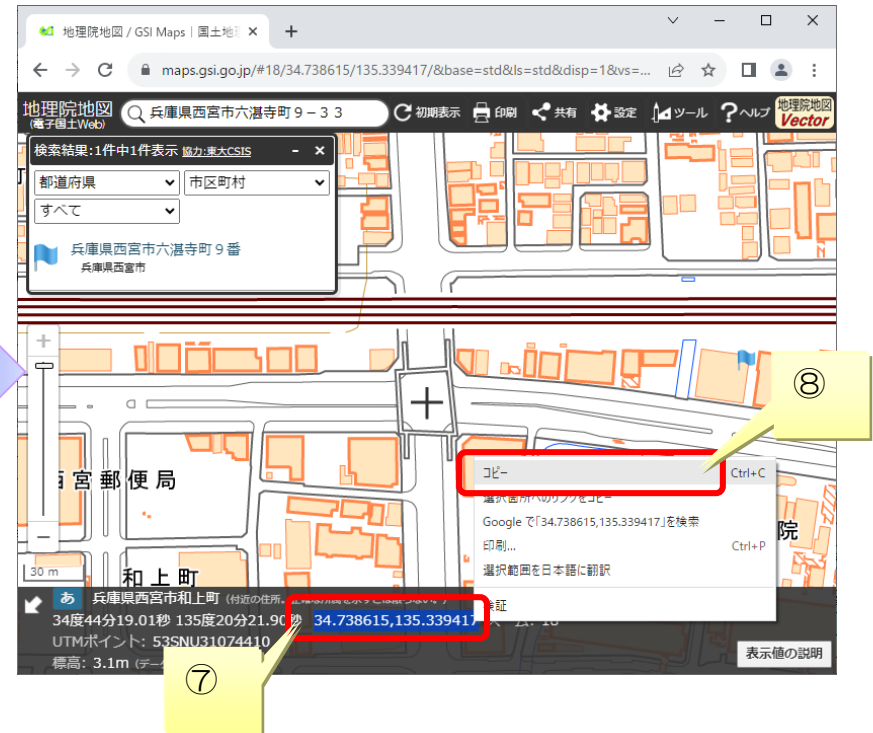 地理院地図 / GSI Maps｜国土地理
maps.gsi.go.jp/#18/34.738615/135.339417/&base=std&ls=std&disp=1&vs=...
地理院地図
(電子国土Web)
兵庫県西宮市六湛寺町９－３３
初期表示
印刷
共有
設定
ツール
ヘルプ
地理院地図
Vector
検索結果:1件中1件表示 協力:東大CSIS
都道府県
市区町村
すべて
兵庫県西宮市六湛寺町９番
兵庫県西宮市
⑧
コピー Ctrl+C
選択箇所へのリンクをコピー
Google で「34.738615,135.339417」を検索
印刷... Ctrl+P
選択範囲を日本語に翻訳
検証
宮郵便局
院
和上町
30 m
あ 兵庫県西宮市和上町
34度44分19.01秒 135度20分21.90秒 34.738615,135.339417
UTMポイント: 53SNU31074410
標高: 3.1m
表示値の説明
⑦